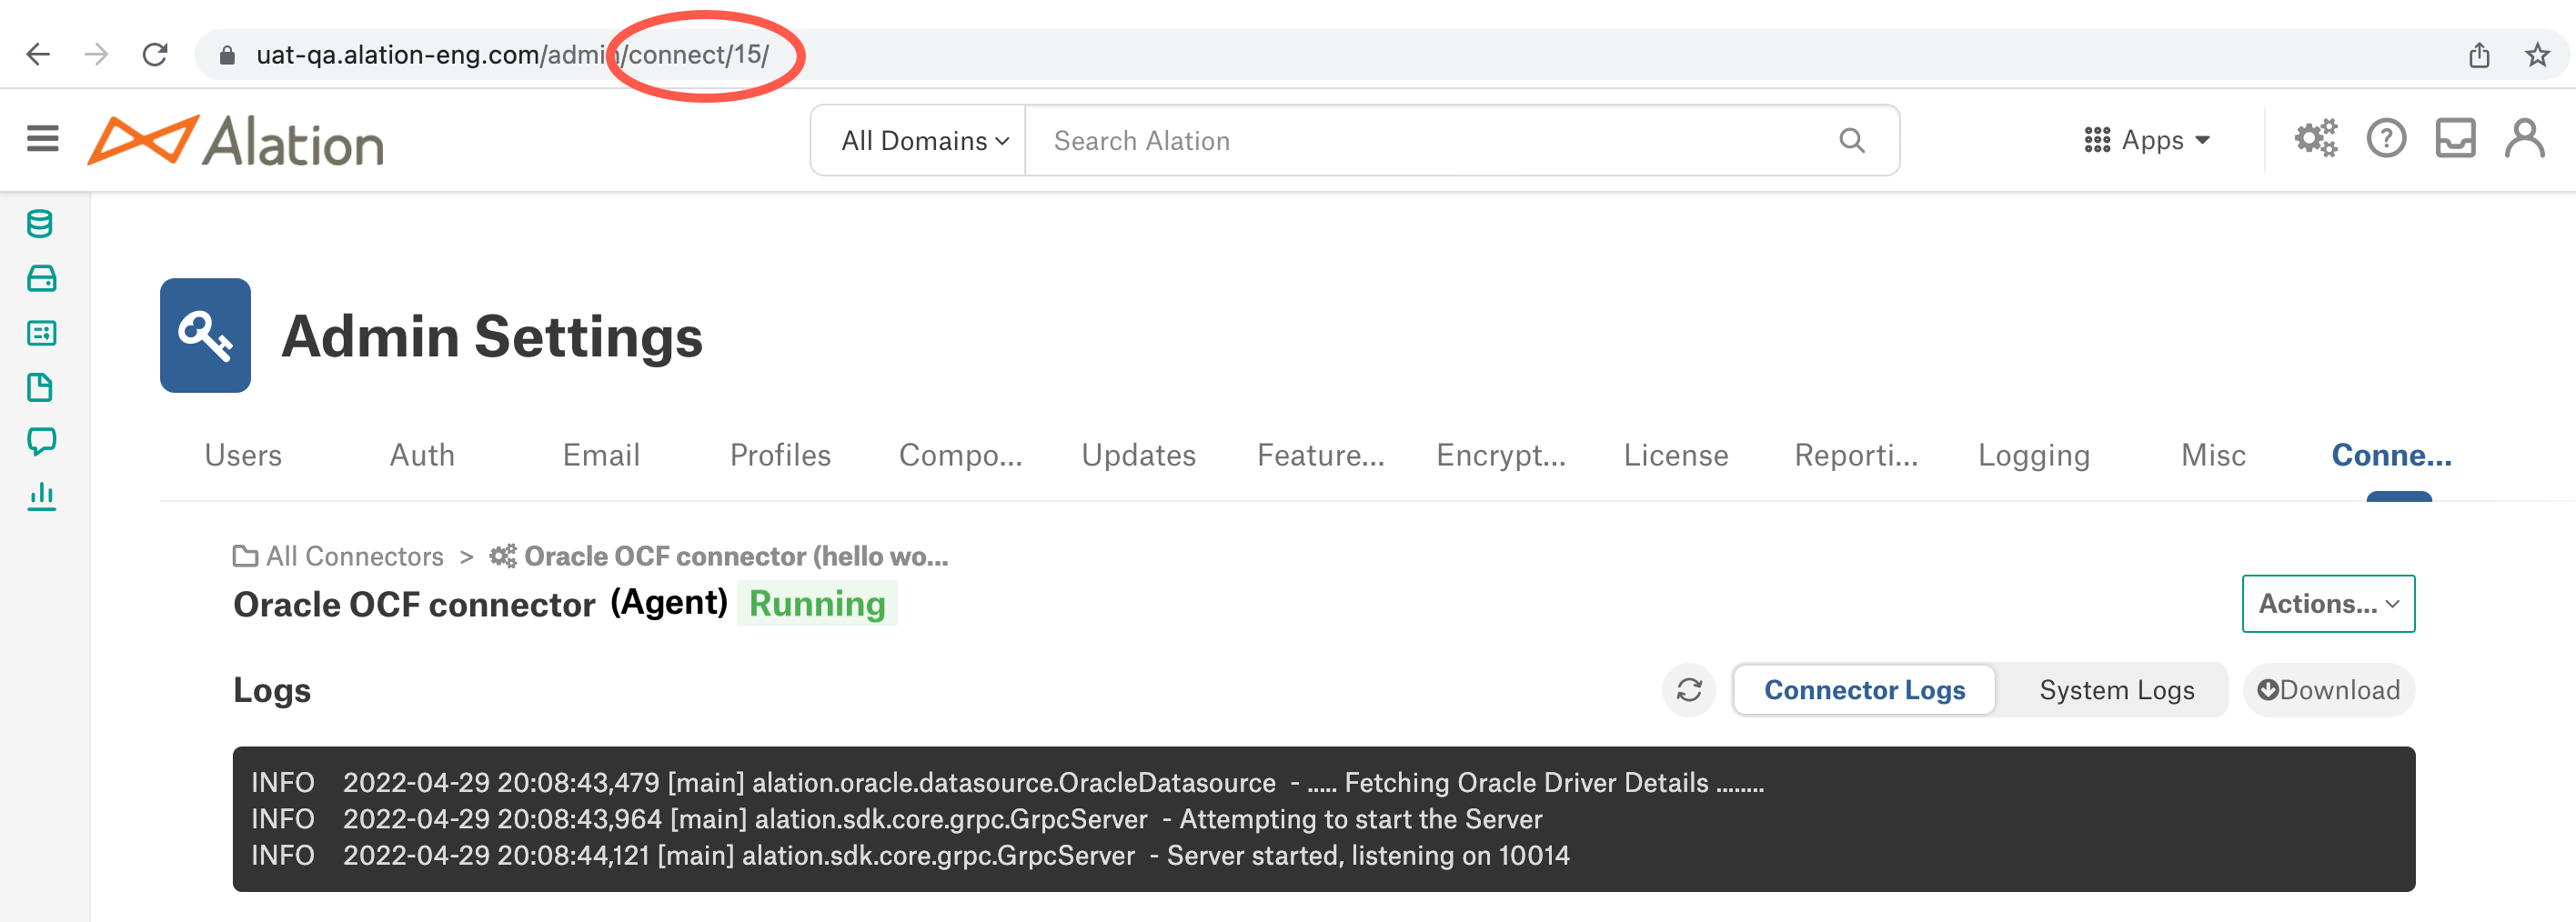 uat-qa.alation-eng.com/admin/connect/15/
Alation
All Domains
Search Alation
Apps
Admin Settings
Users Auth Email Profiles Compo... Updates Feature... Encrypt... License Reporti... Logging Misc Conne...
All Connectors > Oracle OCF connector (hello wo...
Oracle OCF connector (Agent) Running
Actions...
Logs
Connector Logs System Logs Download
INFO 2022-04-29 20:08:43,479 [main] alation.oracle.datasource.OracleDatasource - ..... Fetching Oracle Driver Details ........
INFO 2022-04-29 20:08:43,964 [main] alation.sdk.core.grpc.GrpcServer - Attempting to start the Server
INFO 2022-04-29 20:08:44,121 [main] alation.sdk.core.grpc.GrpcServer - Server started, listening on 10014